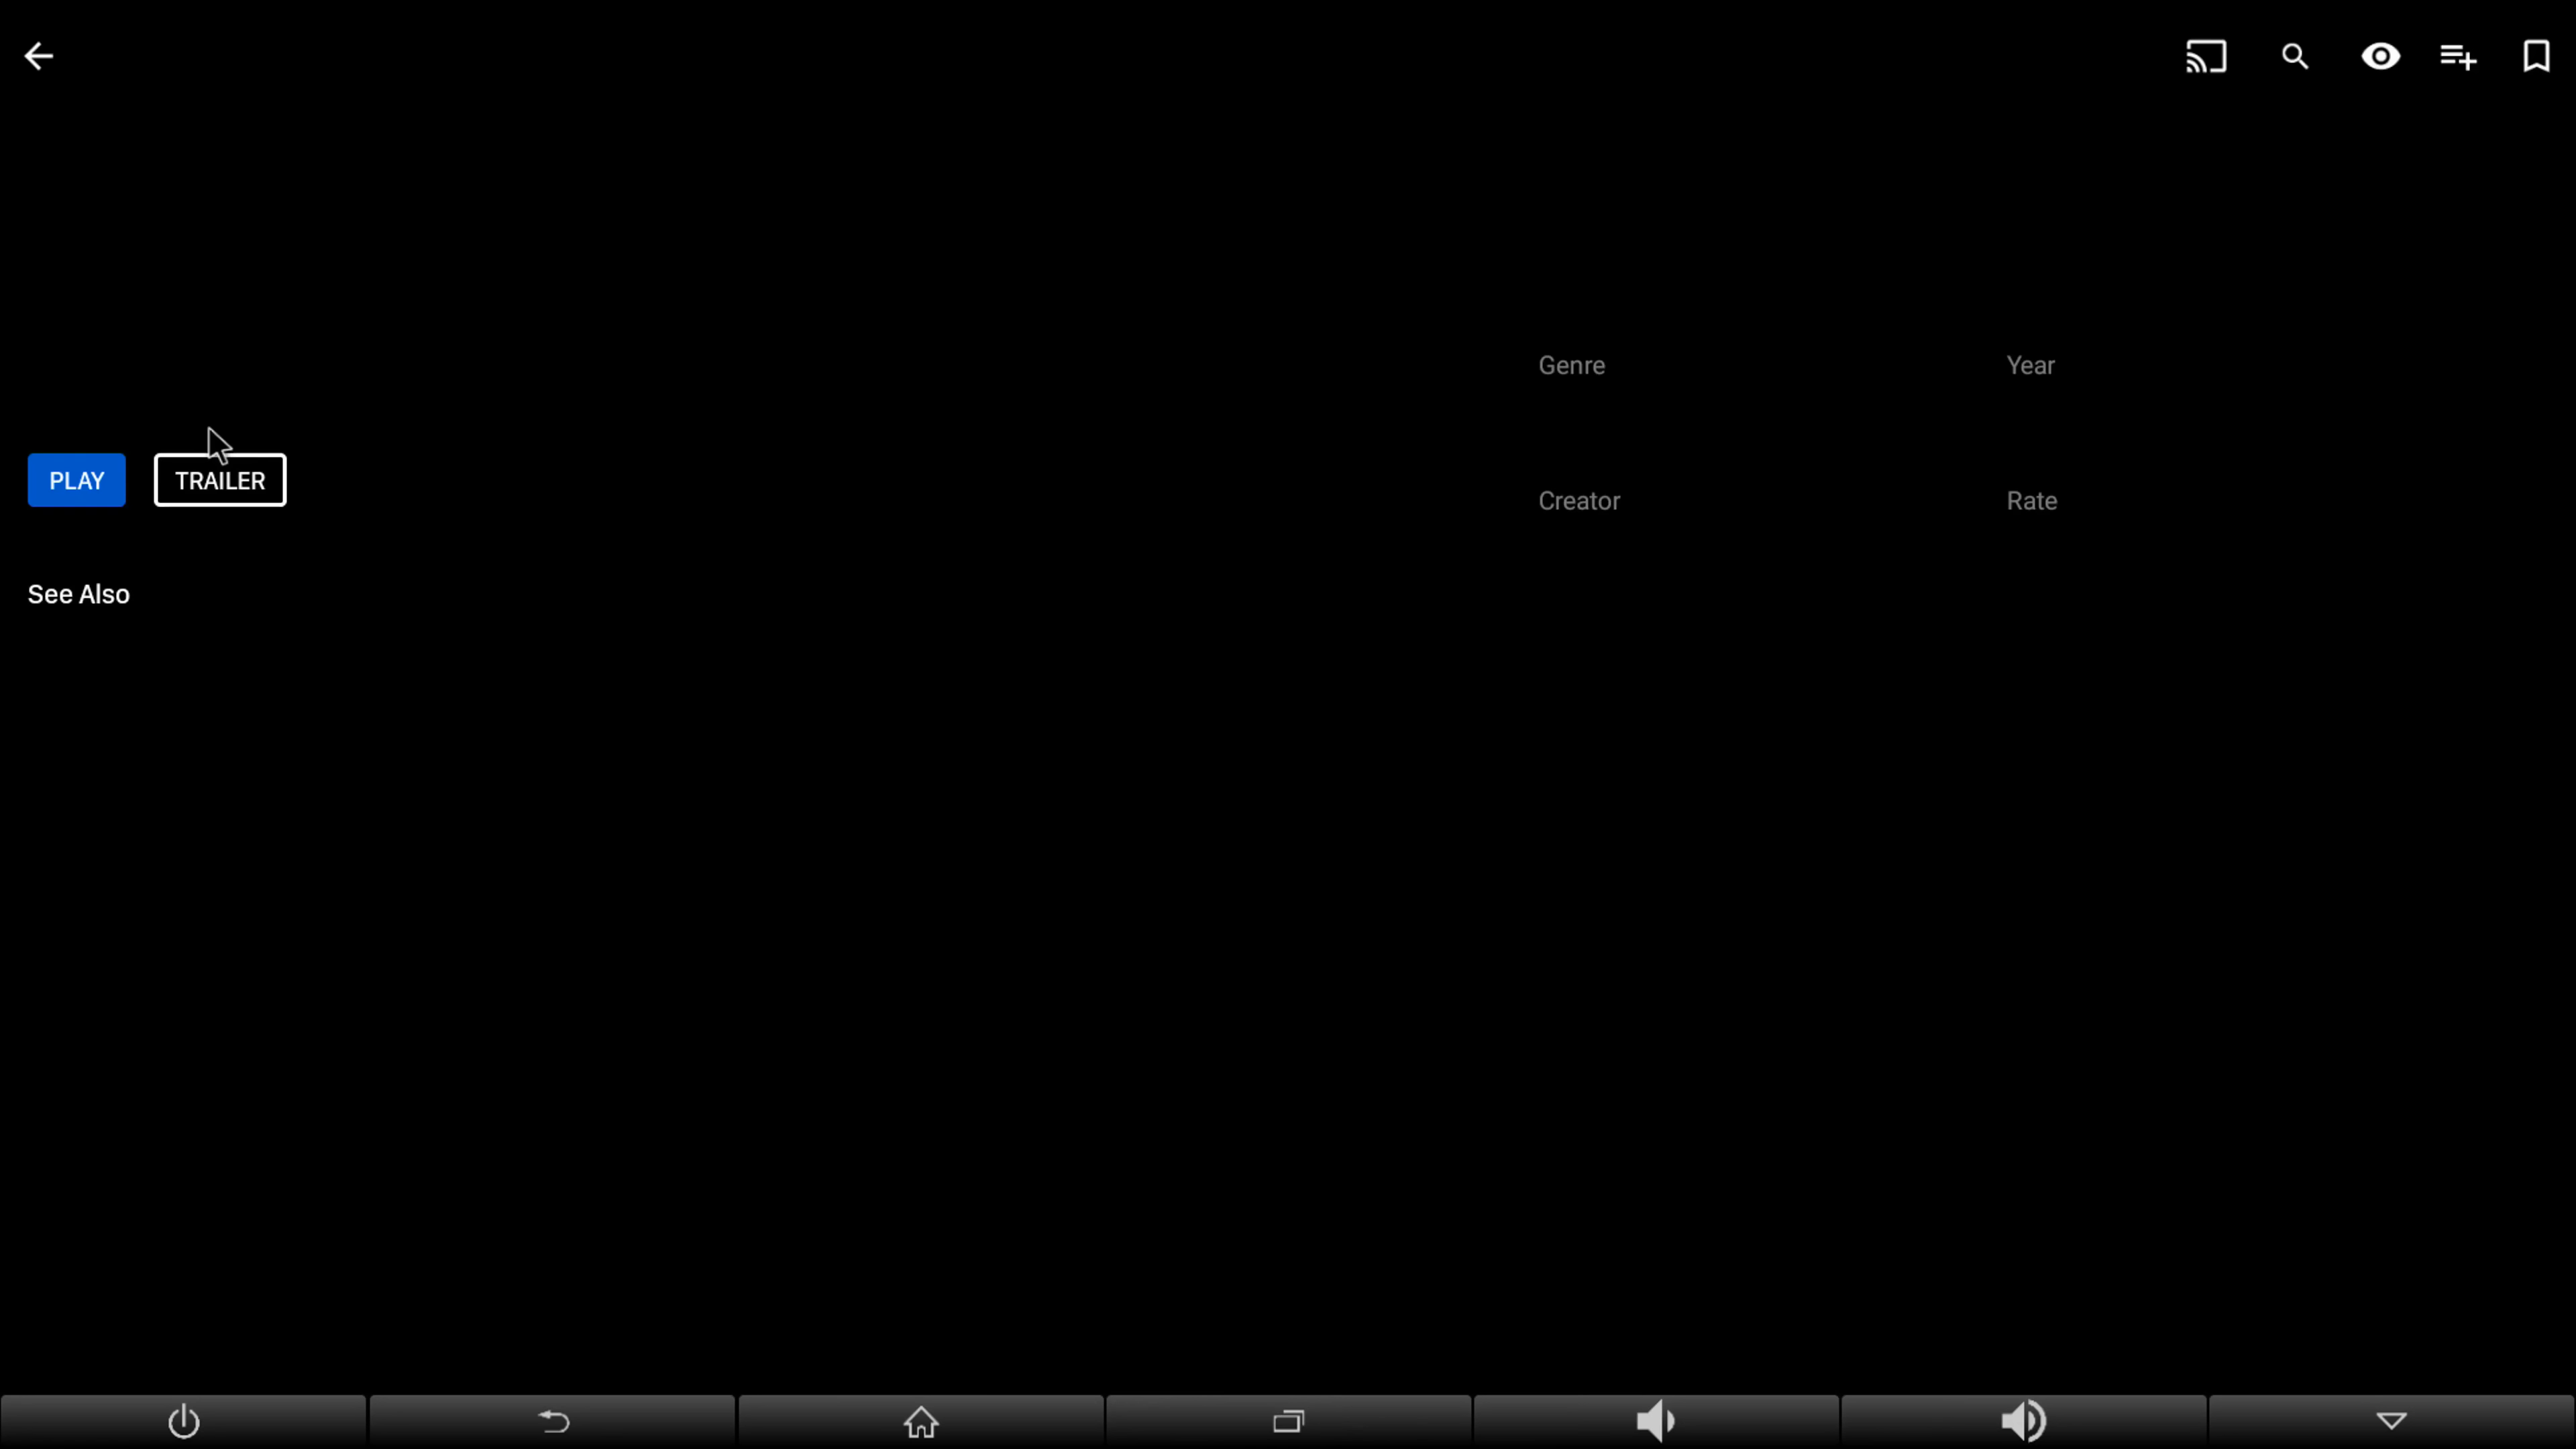 Genre
Year
PLAY
TRAILER
Creator
Rate
See Also